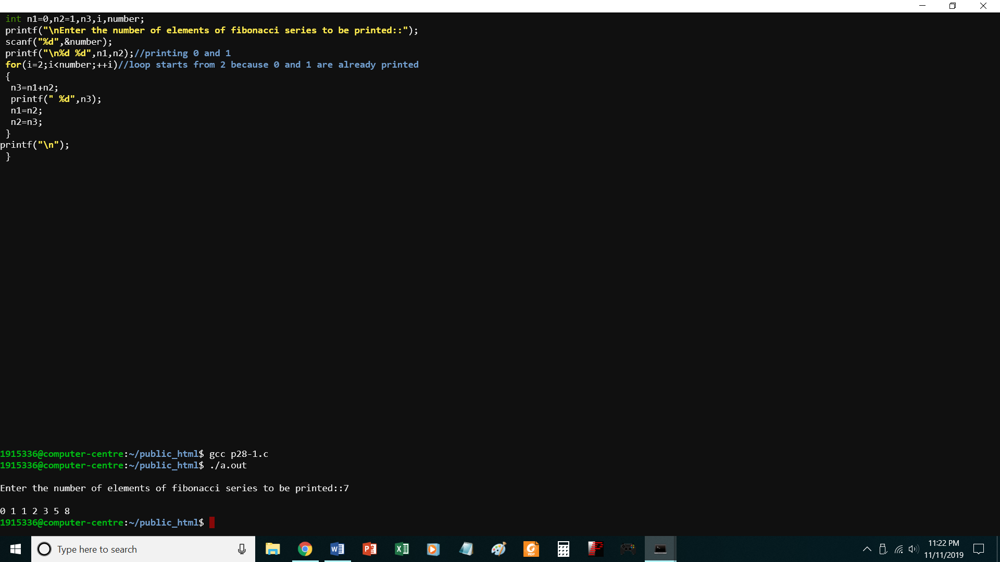 int n1=0,n2=1,n3,i,number;
printf("\nEnter the number of elements of fibonacci series to be printed::");
scanf("%d",&number);
printf("\n%d %d",n1,n2);//printing 0 and 1
for(i=2;i<number;++i)//loop starts from 2 because 0 and 1 are already printed
{
n3=n1+n2;
printf(" %d",n3);
n1=n2;
n2=n3;
}
printf("\n");
}
1915336@computer-centre:~/public_html$ gcc p28-1.c
1915336@computer-centre:~/public_html$ ./a.out
Enter the number of elements of fibonacci series to be printed::7
0 1 1 2 3 5 8
1915336@computer-centre:~/public_html$
Type here to search
11:22 PM
11/11/2019